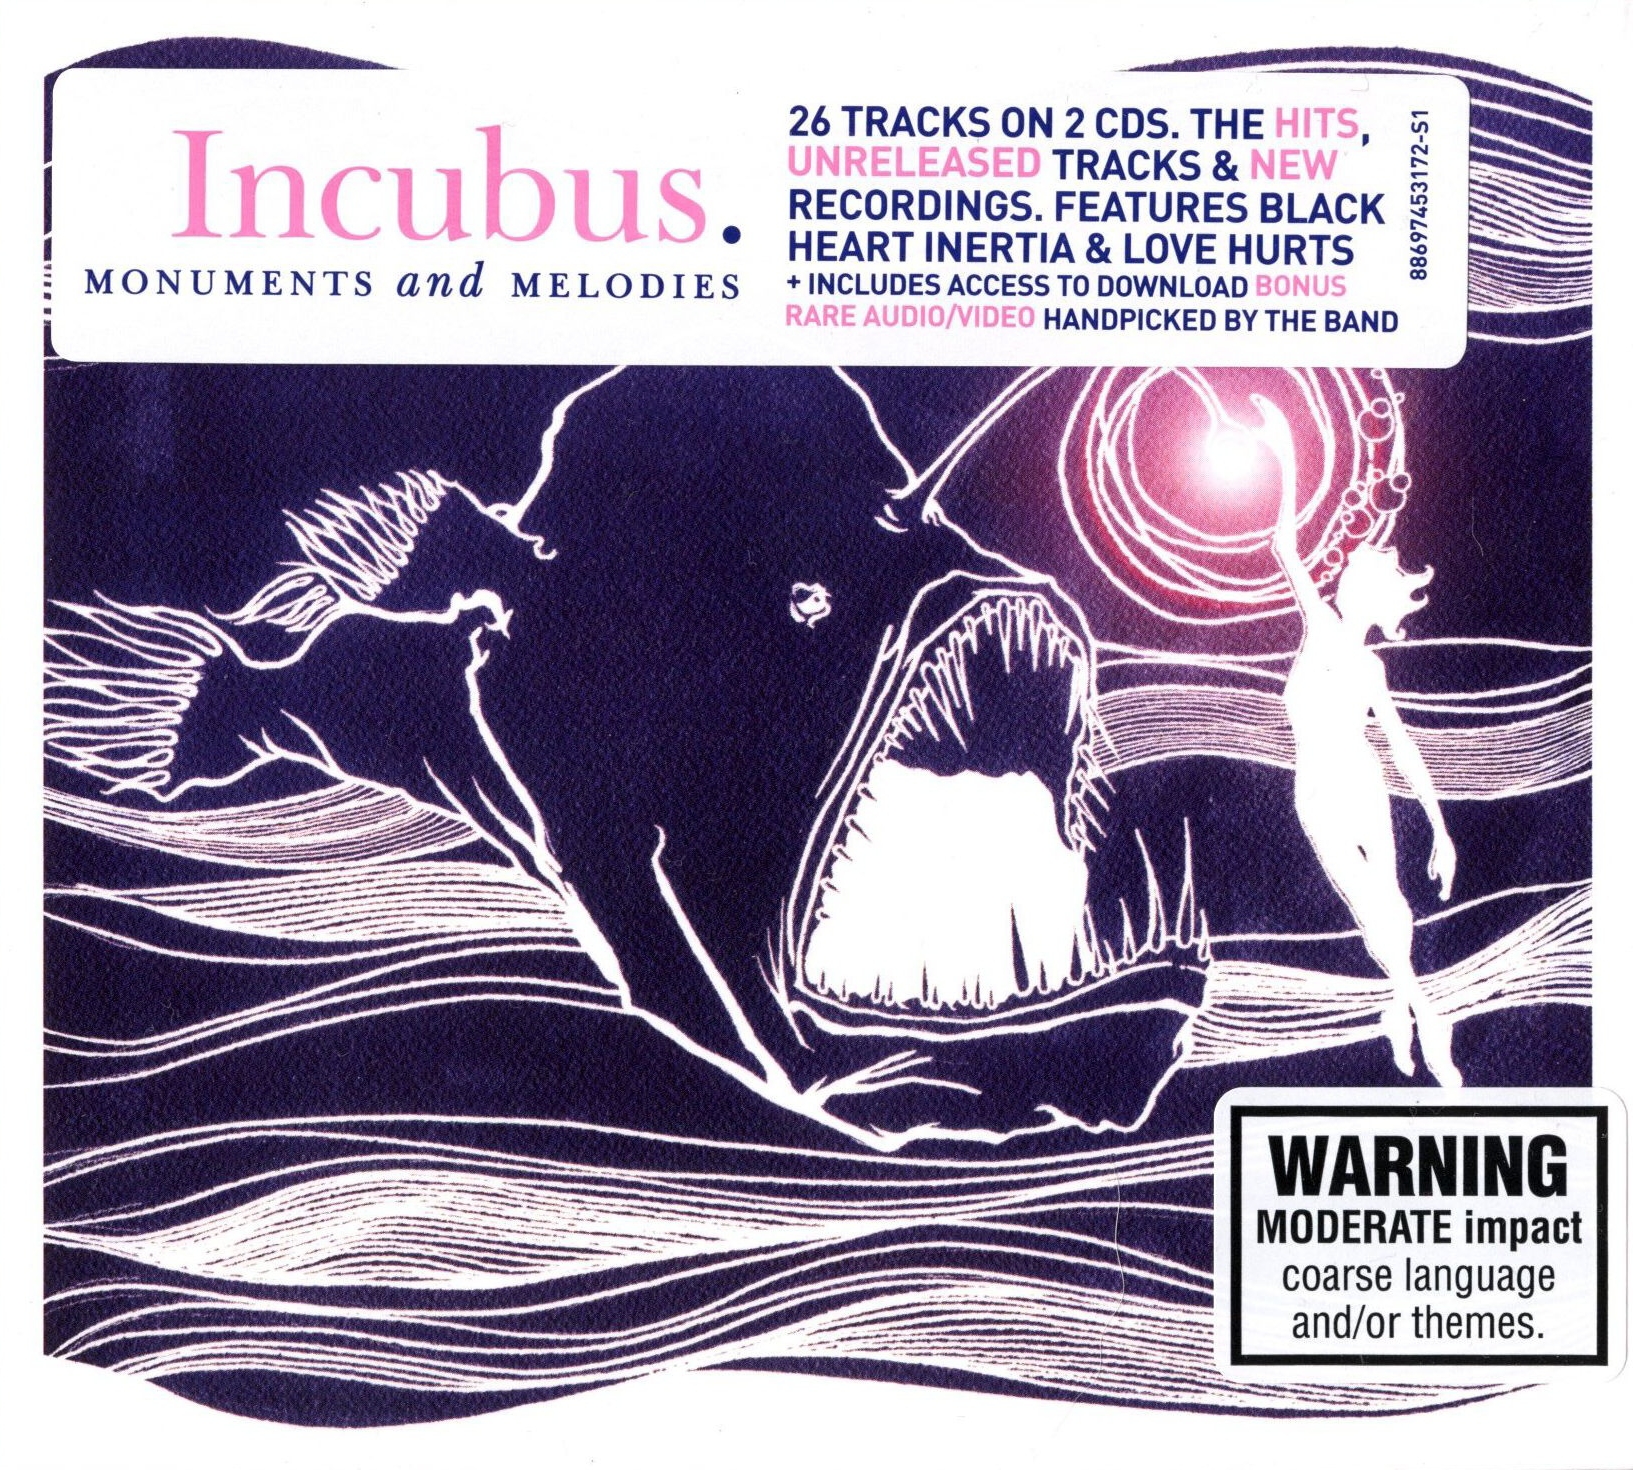 Incubus.
MONUMENTS and MELODIES
26 TRACKS ON 2 CDS. THE HITS,
UNRELEASED TRACKS & NEW
RECORDINGS. FEATURES BLACK
HEART INERTIA & LOVE HURTS
+ INCLUDES ACCESS TO DOWNLOAD BONUS
RARE AUDIO/VIDEO HANDPICKED BY THE BAND
88697453172-S1
WARNING
MODERATE impact
coarse language
and/or themes.